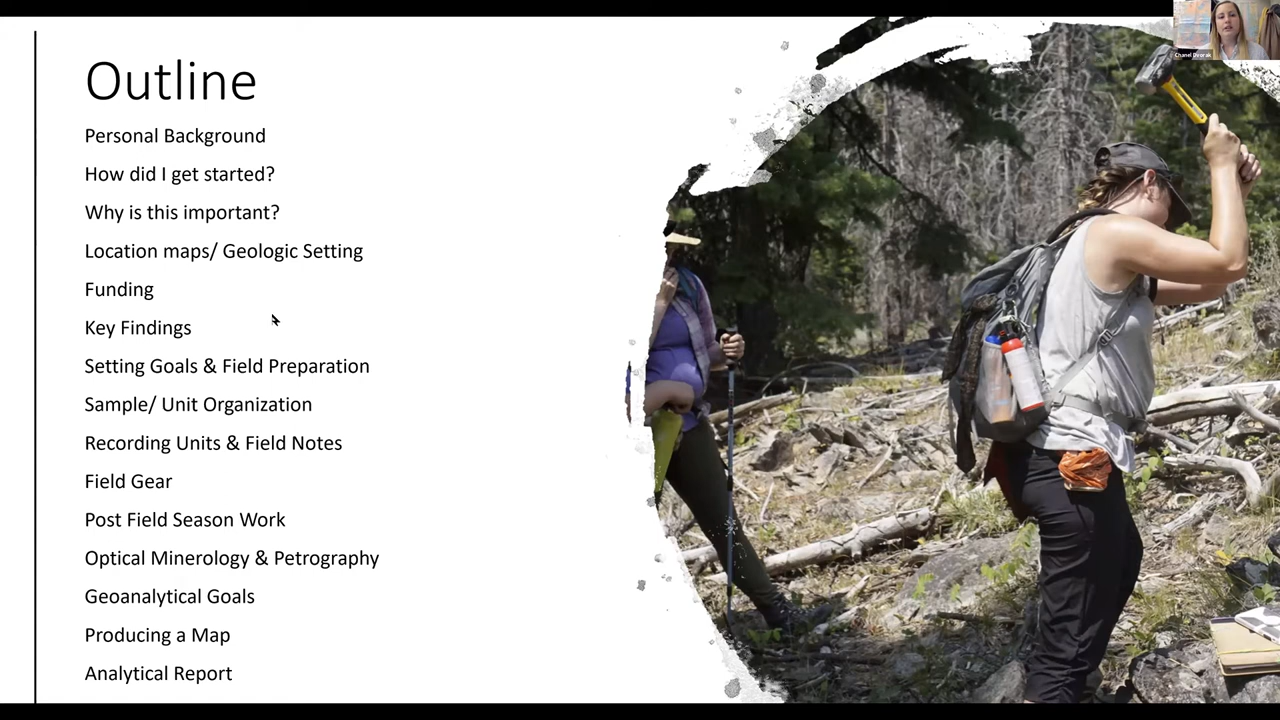 Outline
Personal Background
How did I get started?
Why is this important?
Location maps/ Geologic Setting
Funding
Key Findings
Setting Goals & Field Preparation
Sample/ Unit Organization
Recording Units & Field Notes
Field Gear
Post Field Season Work
Optical Minerology & Petrography
Geoanalytical Goals
Producing a Map
Analytical Report
Chanel Dvorak